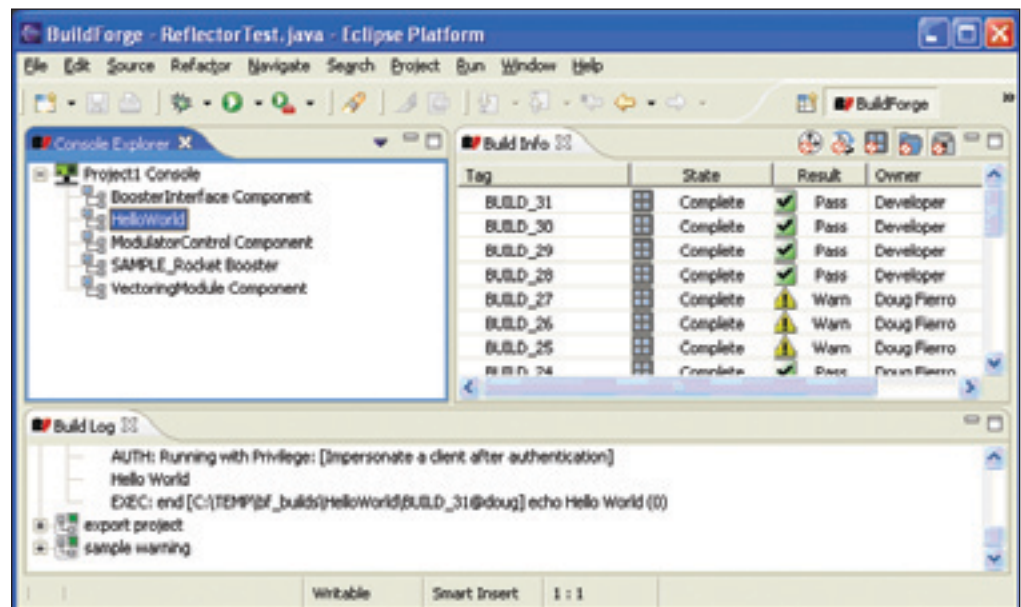 BuildForge - ReflectorTest.java - Eclipse Platform
File Edit Source Refactor Navigate Search Project Run Window Help
BuildForge
Console Explorer
Project1 Console
BoosterInterface Component
HelloWorld
ModulatorControl Component
SAMPLE_Rocket Booster
VectoringModule Component
Build Info
Tag State Result Owner
BUILD_31 Complete Pass Developer
BUILD_30 Complete Pass Developer
BUILD_29 Complete Pass Developer
BUILD_28 Complete Pass Developer
BUILD_27 Complete Warn Doug Fierro
BUILD_26 Complete Warn Doug Fierro
BUILD_25 Complete Warn Doug Fierro
BUILD_24 Complete Pass Doug Fierro
Build Log
AUTH: Running with Privilege: [Impersonate a client after authentication]
Hello World
EXEC: end [C:\TEMP\bf_builds\HelloWorld\BUILD_31@doug] echo Hello World (0)
export project
sample warning
Writable Smart Insert 1 : 1